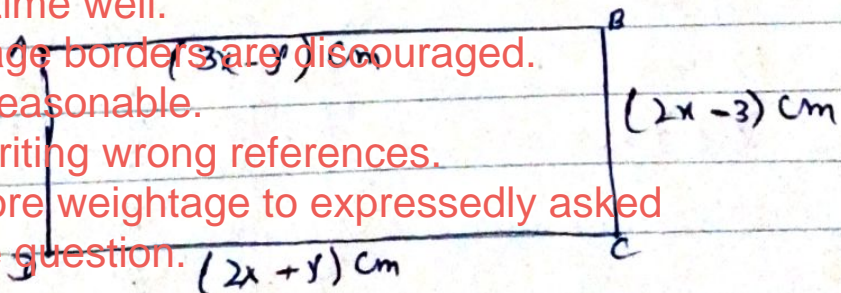 time well.
B
ge borders are discouraged.
(3x - y) cm
easonable.
(2x - 3) cm
riting wrong references.
ore weightage to expressedly asked
question.
C
(2x + y) cm